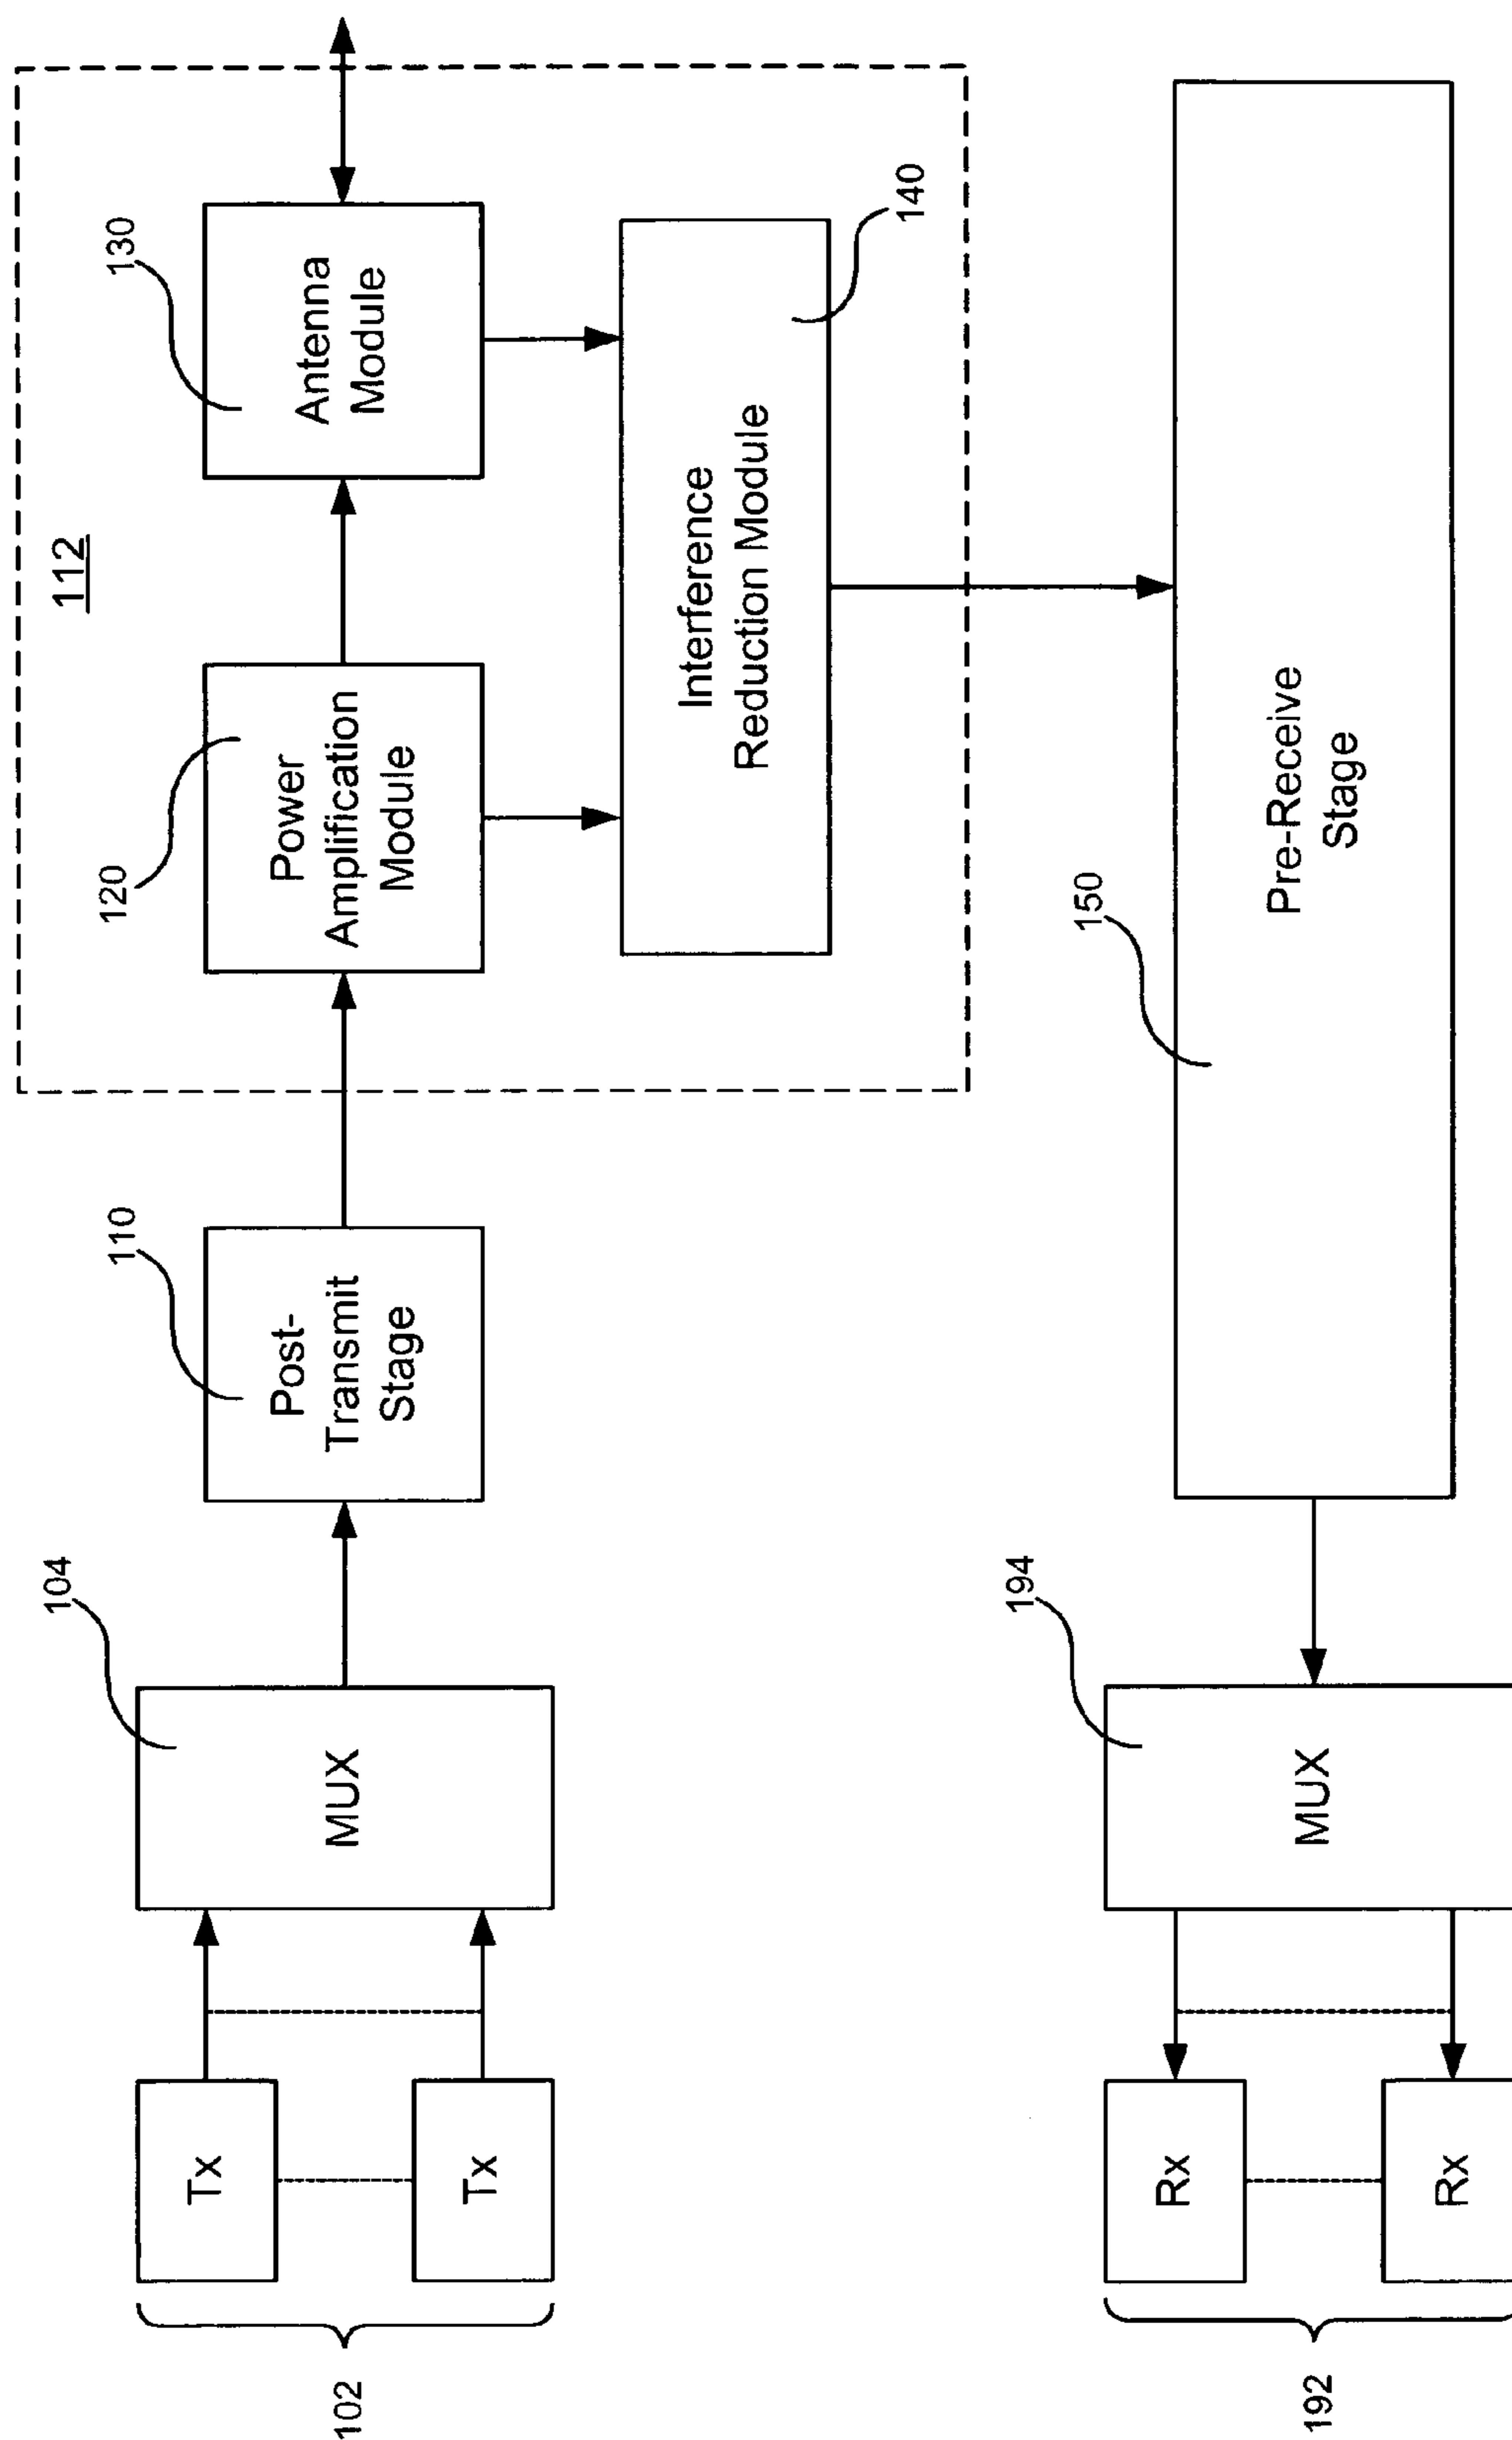 102
Tx
Tx
104
MUX
110
Post-
Transmit
Stage
112
120
Power
Amplification
Module
130
Antenna
Module
Interference
Reduction Module
140
192
Rx
Rx
194
MUX
150
Pre-Receive
Stage